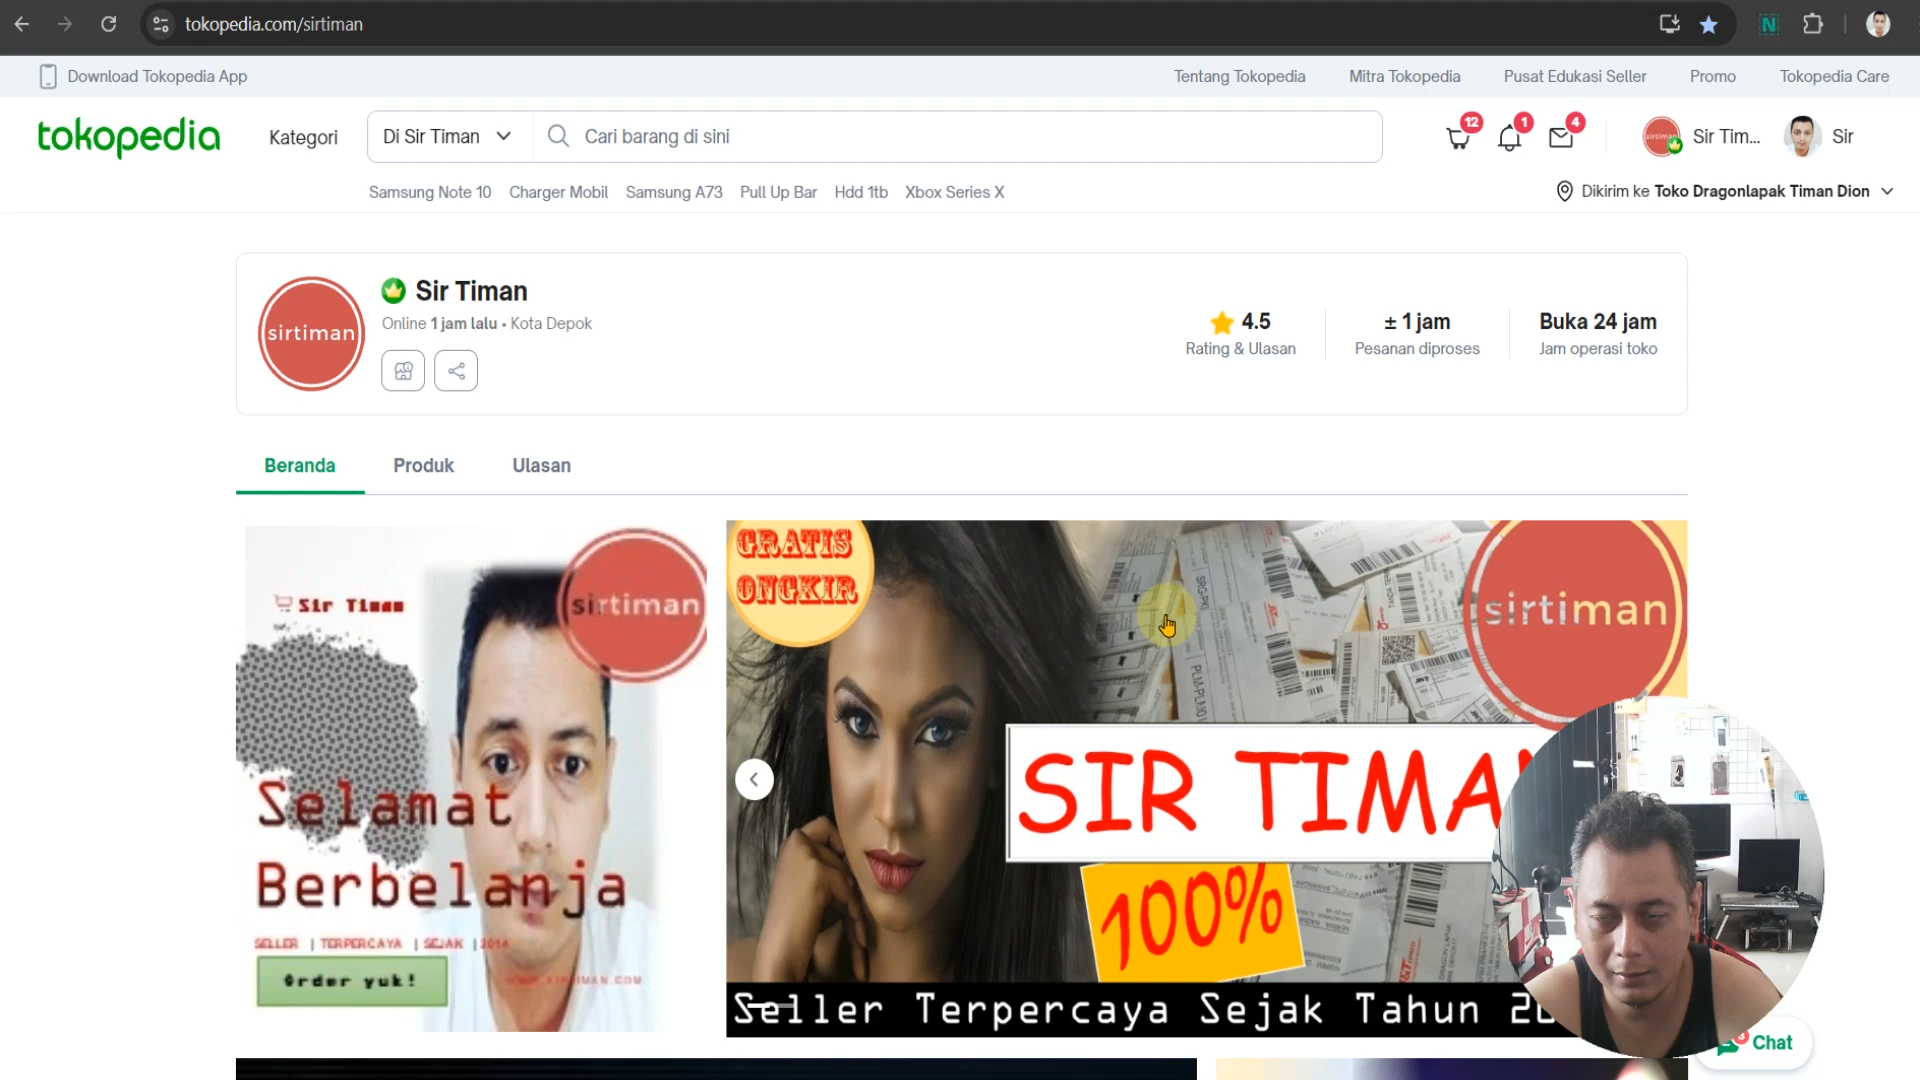 tokopedia.com/sirtiman
Download Tokopedia App
Tentang Tokopedia
Mitra Tokopedia
Pusat Edukasi Seller
Promo
Tokopedia Care
tokopedia
Kategori
Di Sir Timan
Cari barang di sini
12
1
4
sirtiman
Sir Tim...
Sir
Samsung Note 10
Charger Mobil
Samsung A73
Pull Up Bar
Hdd 1tb
Xbox Series X
Dikirim ke Toko Dragonlapak Timan Dion
sirtiman
Sir Timan
Online 1 jam lalu • Kota Depok
4.5
Rating & Ulasan
± 1 jam
Pesanan diproses
Buka 24 jam
Jam operasi toko
Beranda
Produk
Ulasan
Sir Timan
sirtiman
Selamat
Berbelanja
SELLER | TERPERCAYA | SEJAK | 2014
Order yuk!
GRATIS
ONGKIR
sirtiman
SIR TIMA
100%
Seller Terpercaya Sejak Tahun
Chat